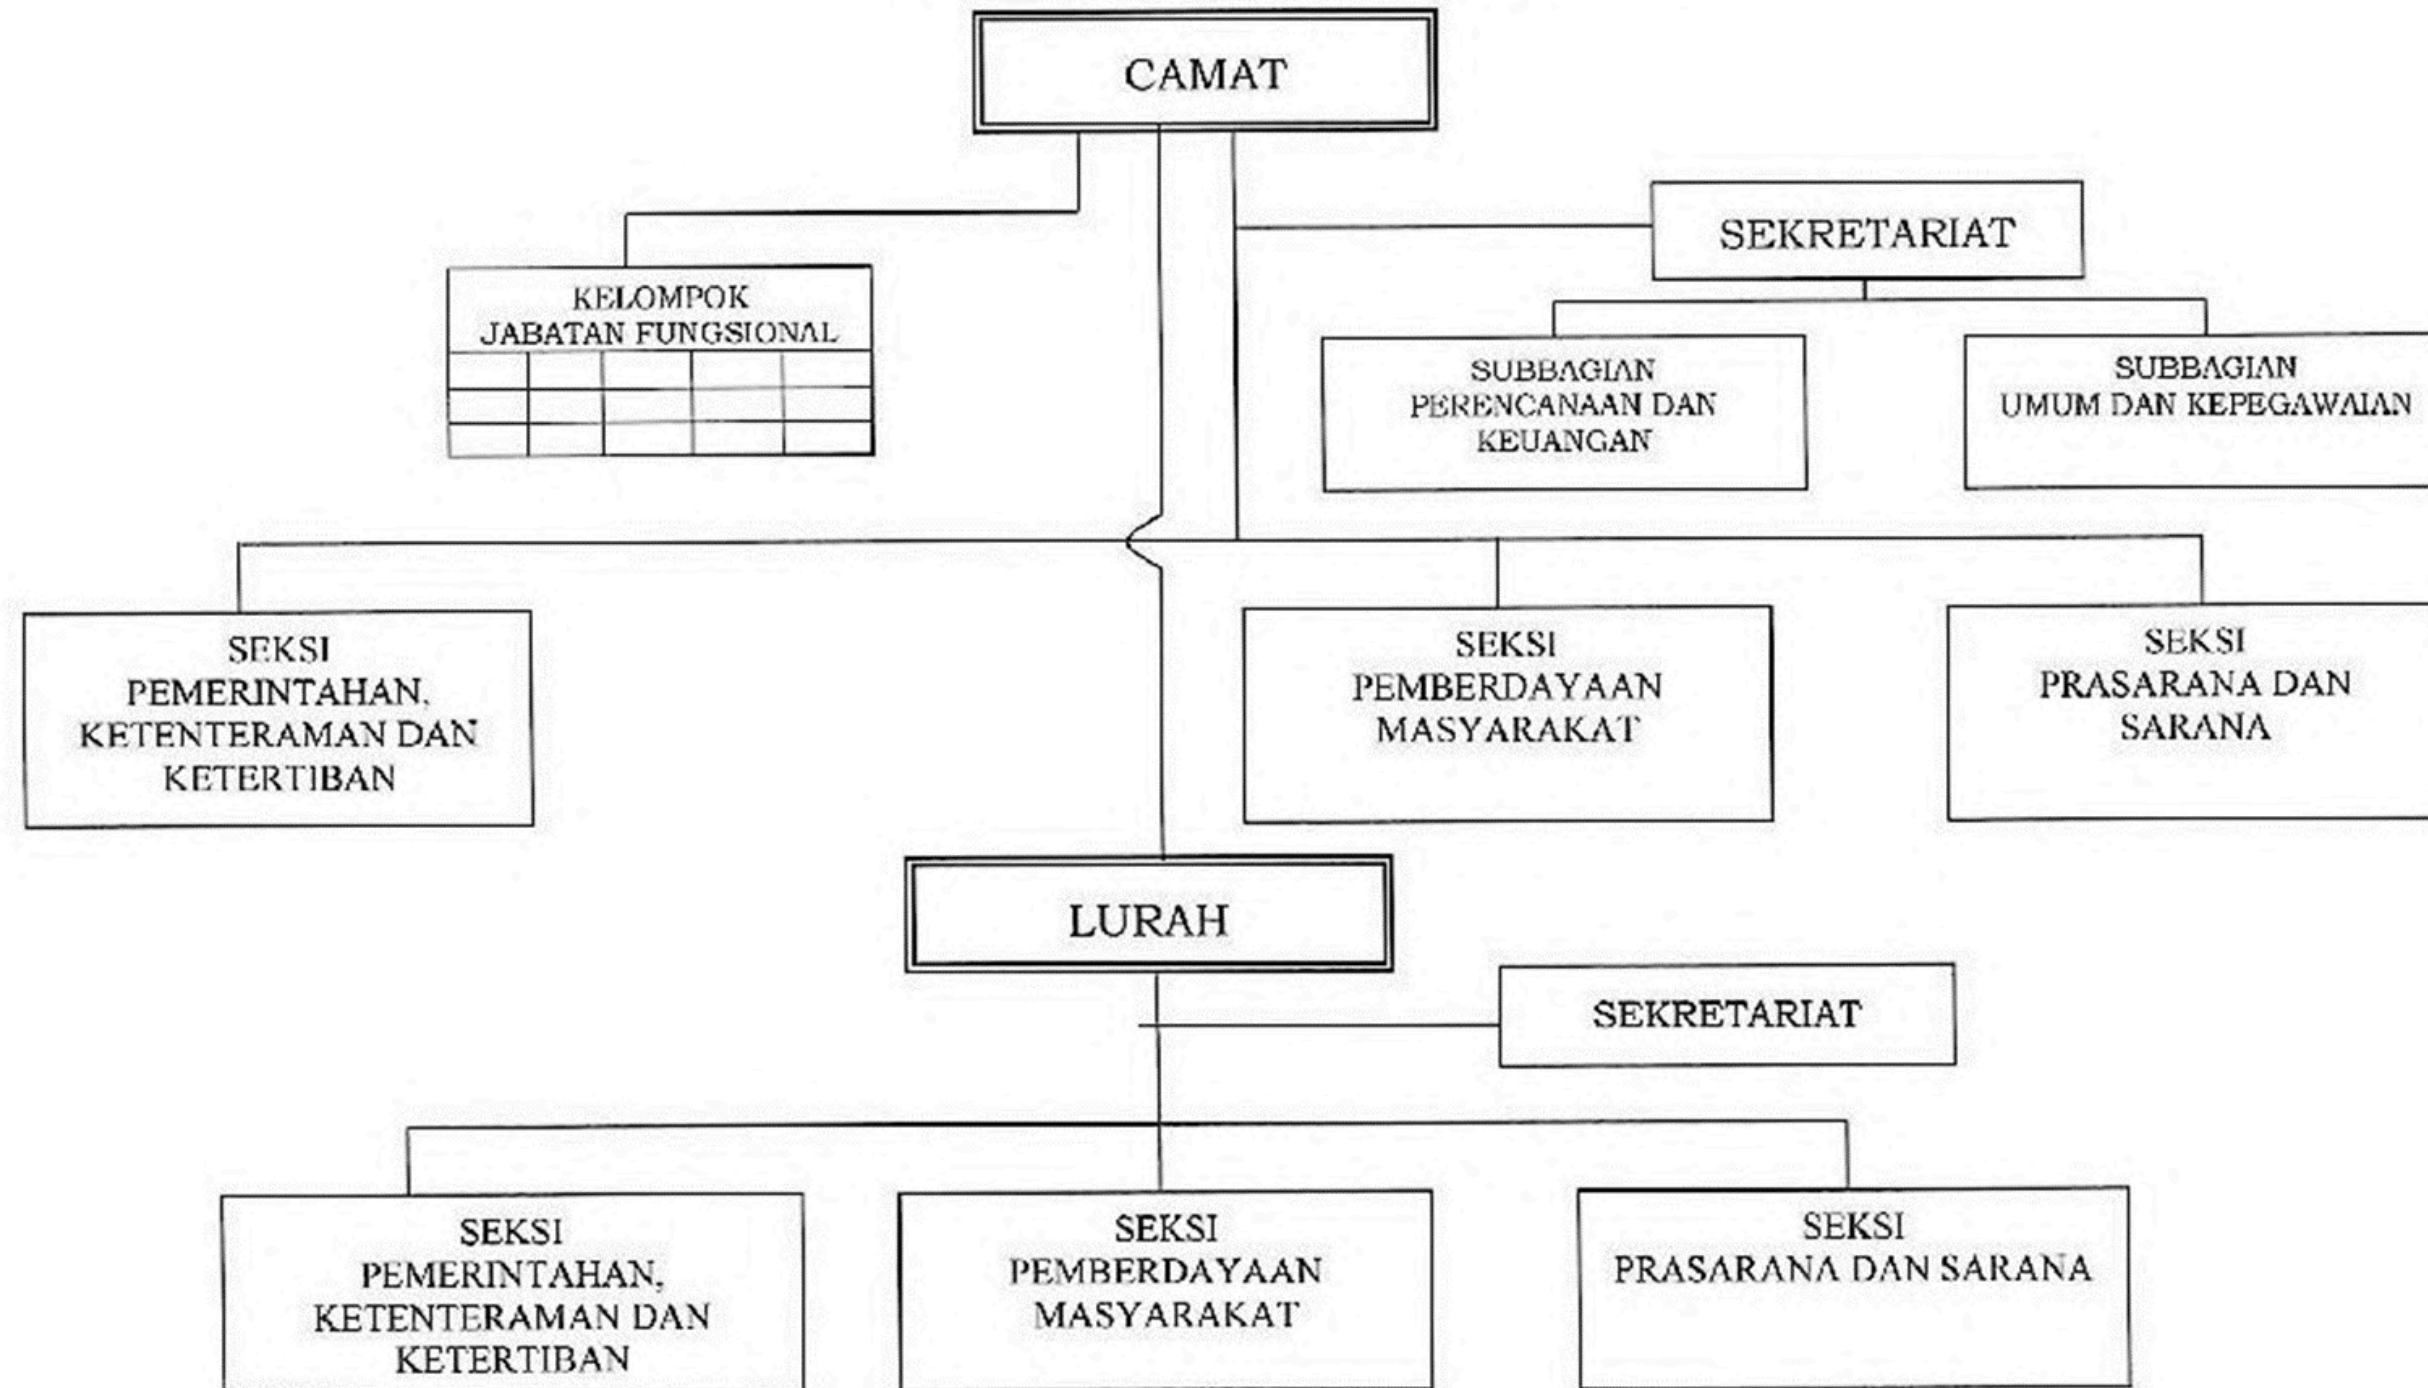 CAMAT
SEKRETARIAT
KELOMPOK
JABATAN FUNGSIONAL
SUBBAGIAN
PERENCANAAN DAN
KEUANGAN
SUBBAGIAN
UMUM DAN KEPEGAWAIAN
SEKSI
PEMERINTAHAN,
KETENTERAMAN DAN
KETERTIBAN
SEKSI
PEMBERDAYAAN
MASYARAKAT
SEKSI
PRASARANA DAN
SARANA
LURAH
SEKRETARIAT
SEKSI
PEMERINTAHAN,
KETENTERAMAN DAN
KETERTIBAN
SEKSI
PEMBERDAYAAN
MASYARAKAT
SEKSI
PRASARANA DAN SARANA